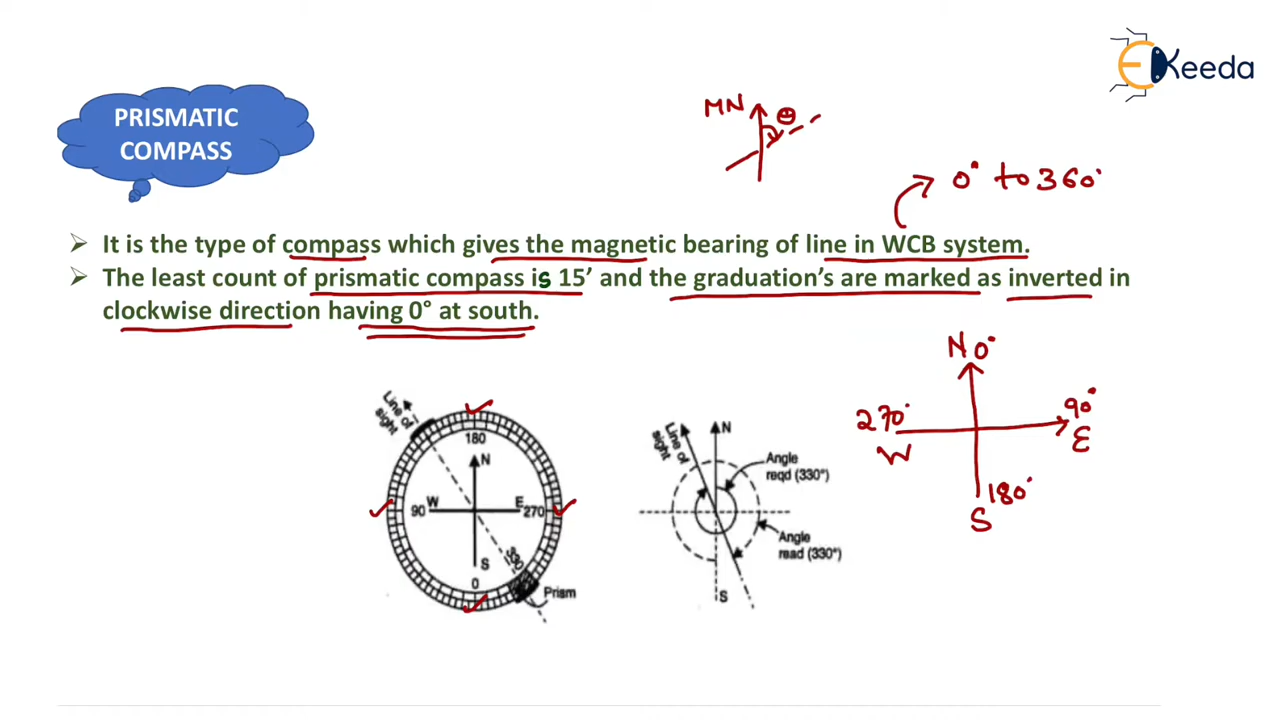 EKeeda
PRISMATIC
COMPASS
MN
θ
0° to 360°
➢ It is the type of compass which gives the magnetic bearing of line in WCB system.
➢ The least count of prismatic compass is 15’ and the graduation’s are marked as inverted in
clockwise direction having 0° at south.
N 0°
270°
W
90°
E
180°
S
Line of
sight
180
N
90
W
E
270
S
330
0
Prism
Line of
sight
N
Angle
reqd (330°)
Angle
read (330°)
S